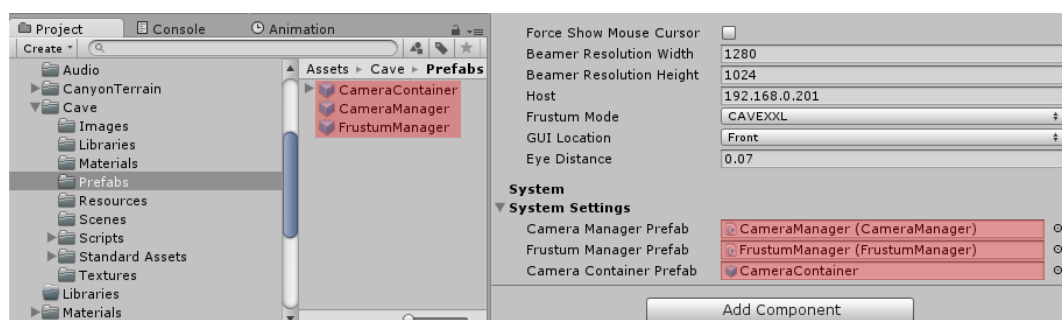 Project
Console
Animation
Create
Audio
CanyonTerrain
Cave
Images
Libraries
Materials
Prefabs
Resources
Scenes
Scripts
Standard Assets
Textures
Libraries
Materials
Assets ▸ Cave ▸ Prefabs
CameraContainer
CameraManager
FrustumManager
Force Show Mouse Cursor
Beamer Resolution Width 1280
Beamer Resolution Height 1024
Host 192.168.0.201
Frustum Mode CAVEXXL
GUI Location Front
Eye Distance 0.07
System
System Settings
Camera Manager Prefab CameraManager (CameraManager)
Frustum Manager Prefab FrustumManager (FrustumManager)
Camera Container Prefab CameraContainer
Add Component